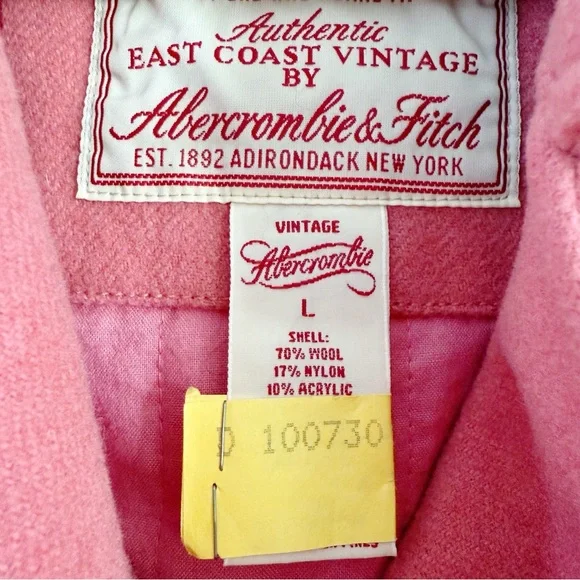 Authentic
EAST COAST VINTAGE
BY
Abercrombie & Fitch
EST. 1892 ADIRONDACK NEW YORK
VINTAGE
Abercrombie
L
SHELL:
70% WOOL
17% NYLON
10% ACRYLIC
D 100730